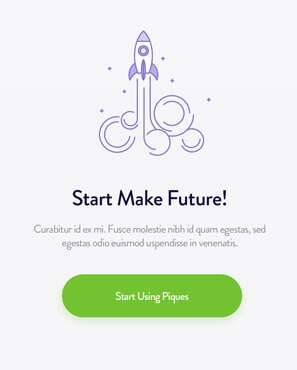 Start Make Future!
Curabitur id ex mi. Fusce molestie nibh id quam egestas, sed
egestas odio euismod uspendisse in venenatis.
Start Using Piques